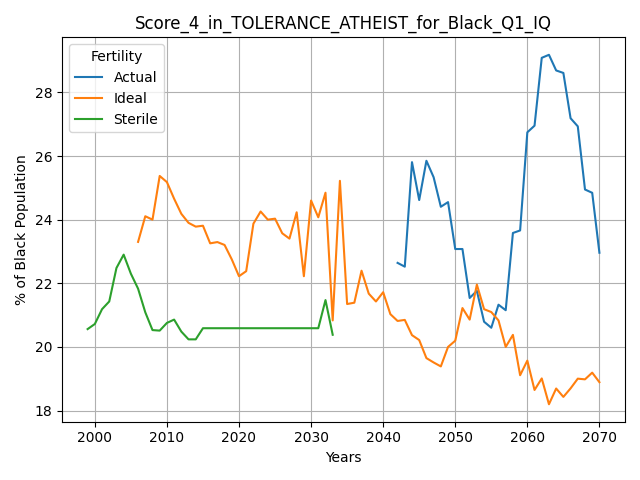 Score_4_in_TOLERANCE_ATHEIST_for_Black_Q1_IQ
Fertility
Actual
Ideal
Sterile
% of Black Population
28
26
24
22
20
18
2000 2010 2020 2030 2040 2050 2060 2070
Years